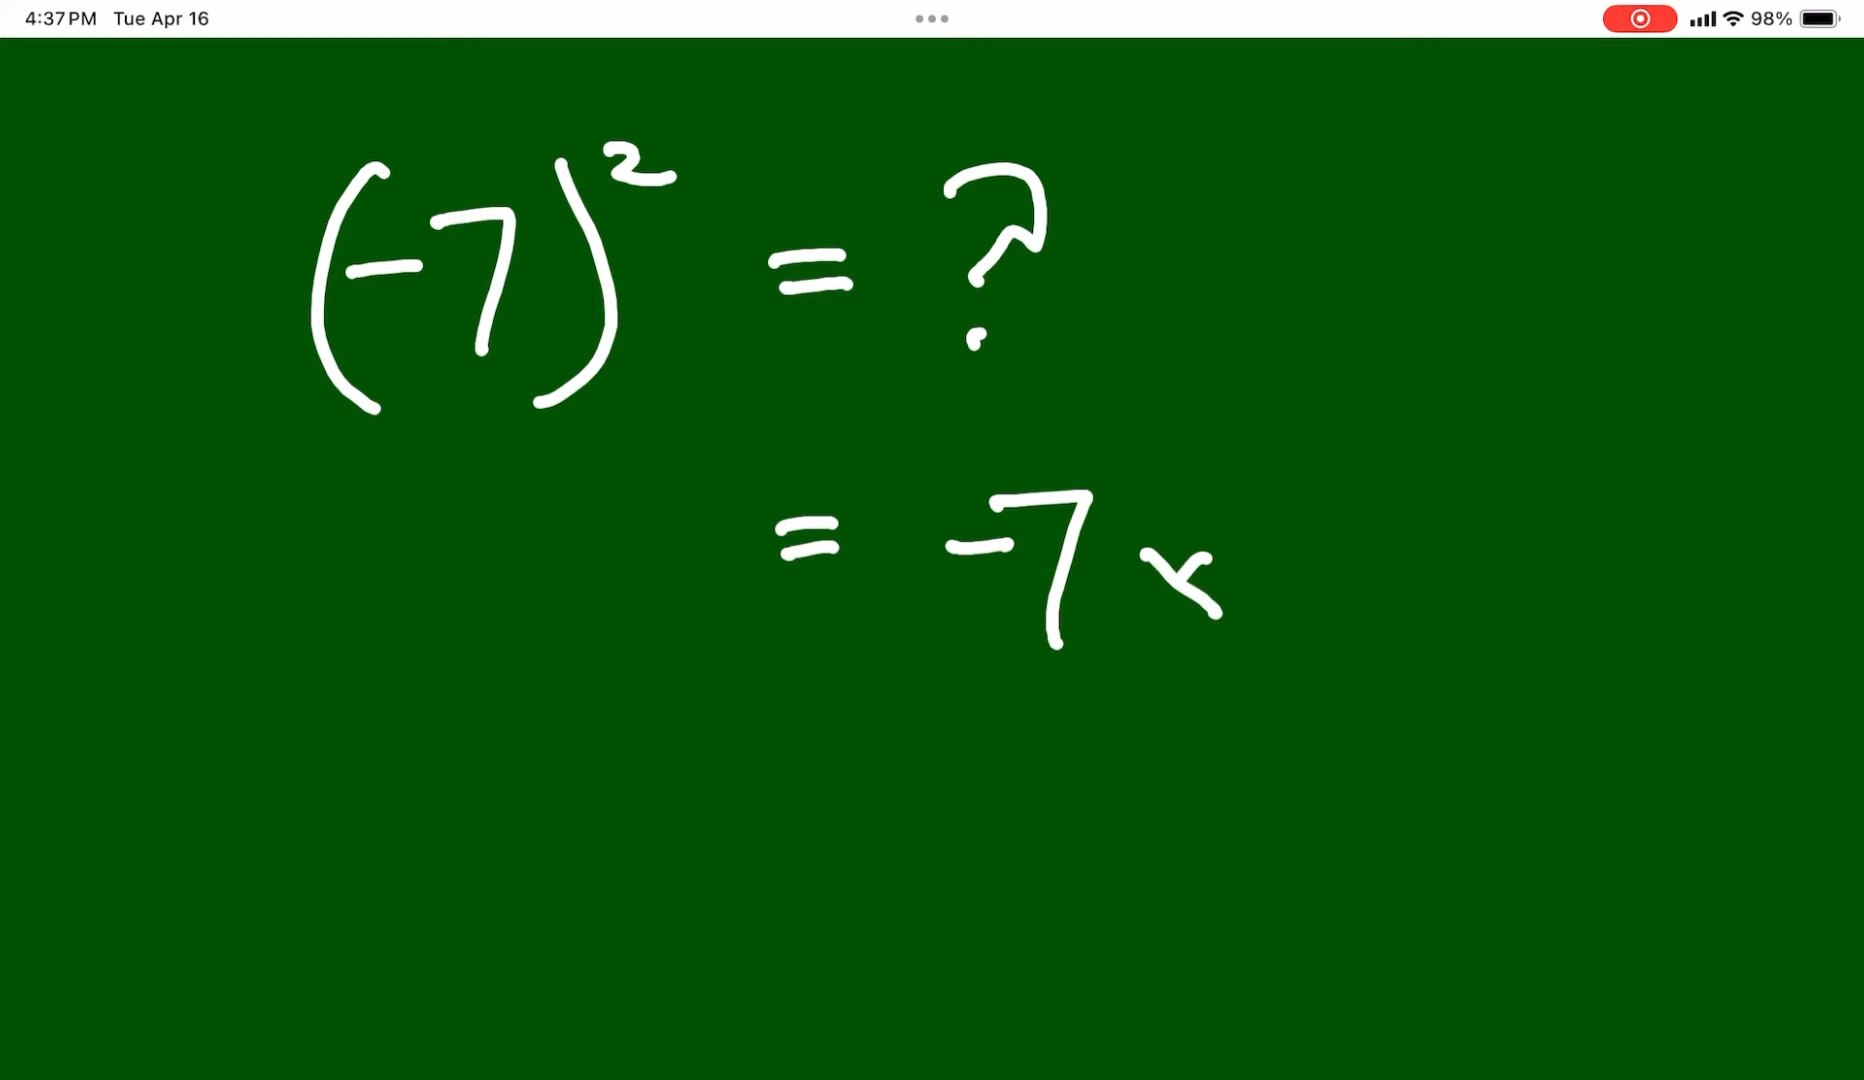 4:37 PM Tue Apr 16 98%
(-7)² = ?
= -7 x